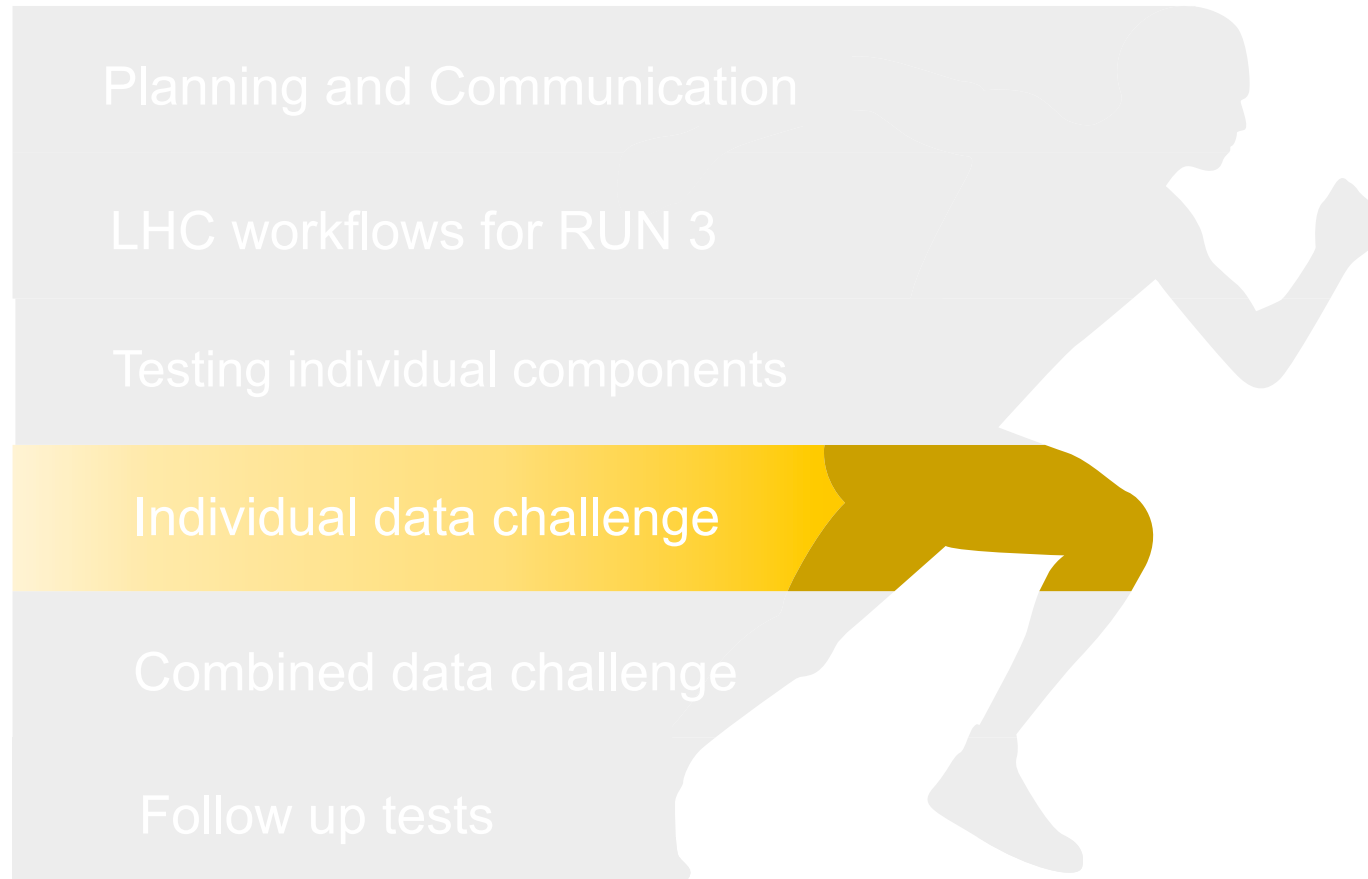 Planning and Communication
LHC workflows for RUN 3
Testing individual components
Individual data challenge
Combined data challenge
Follow up tests